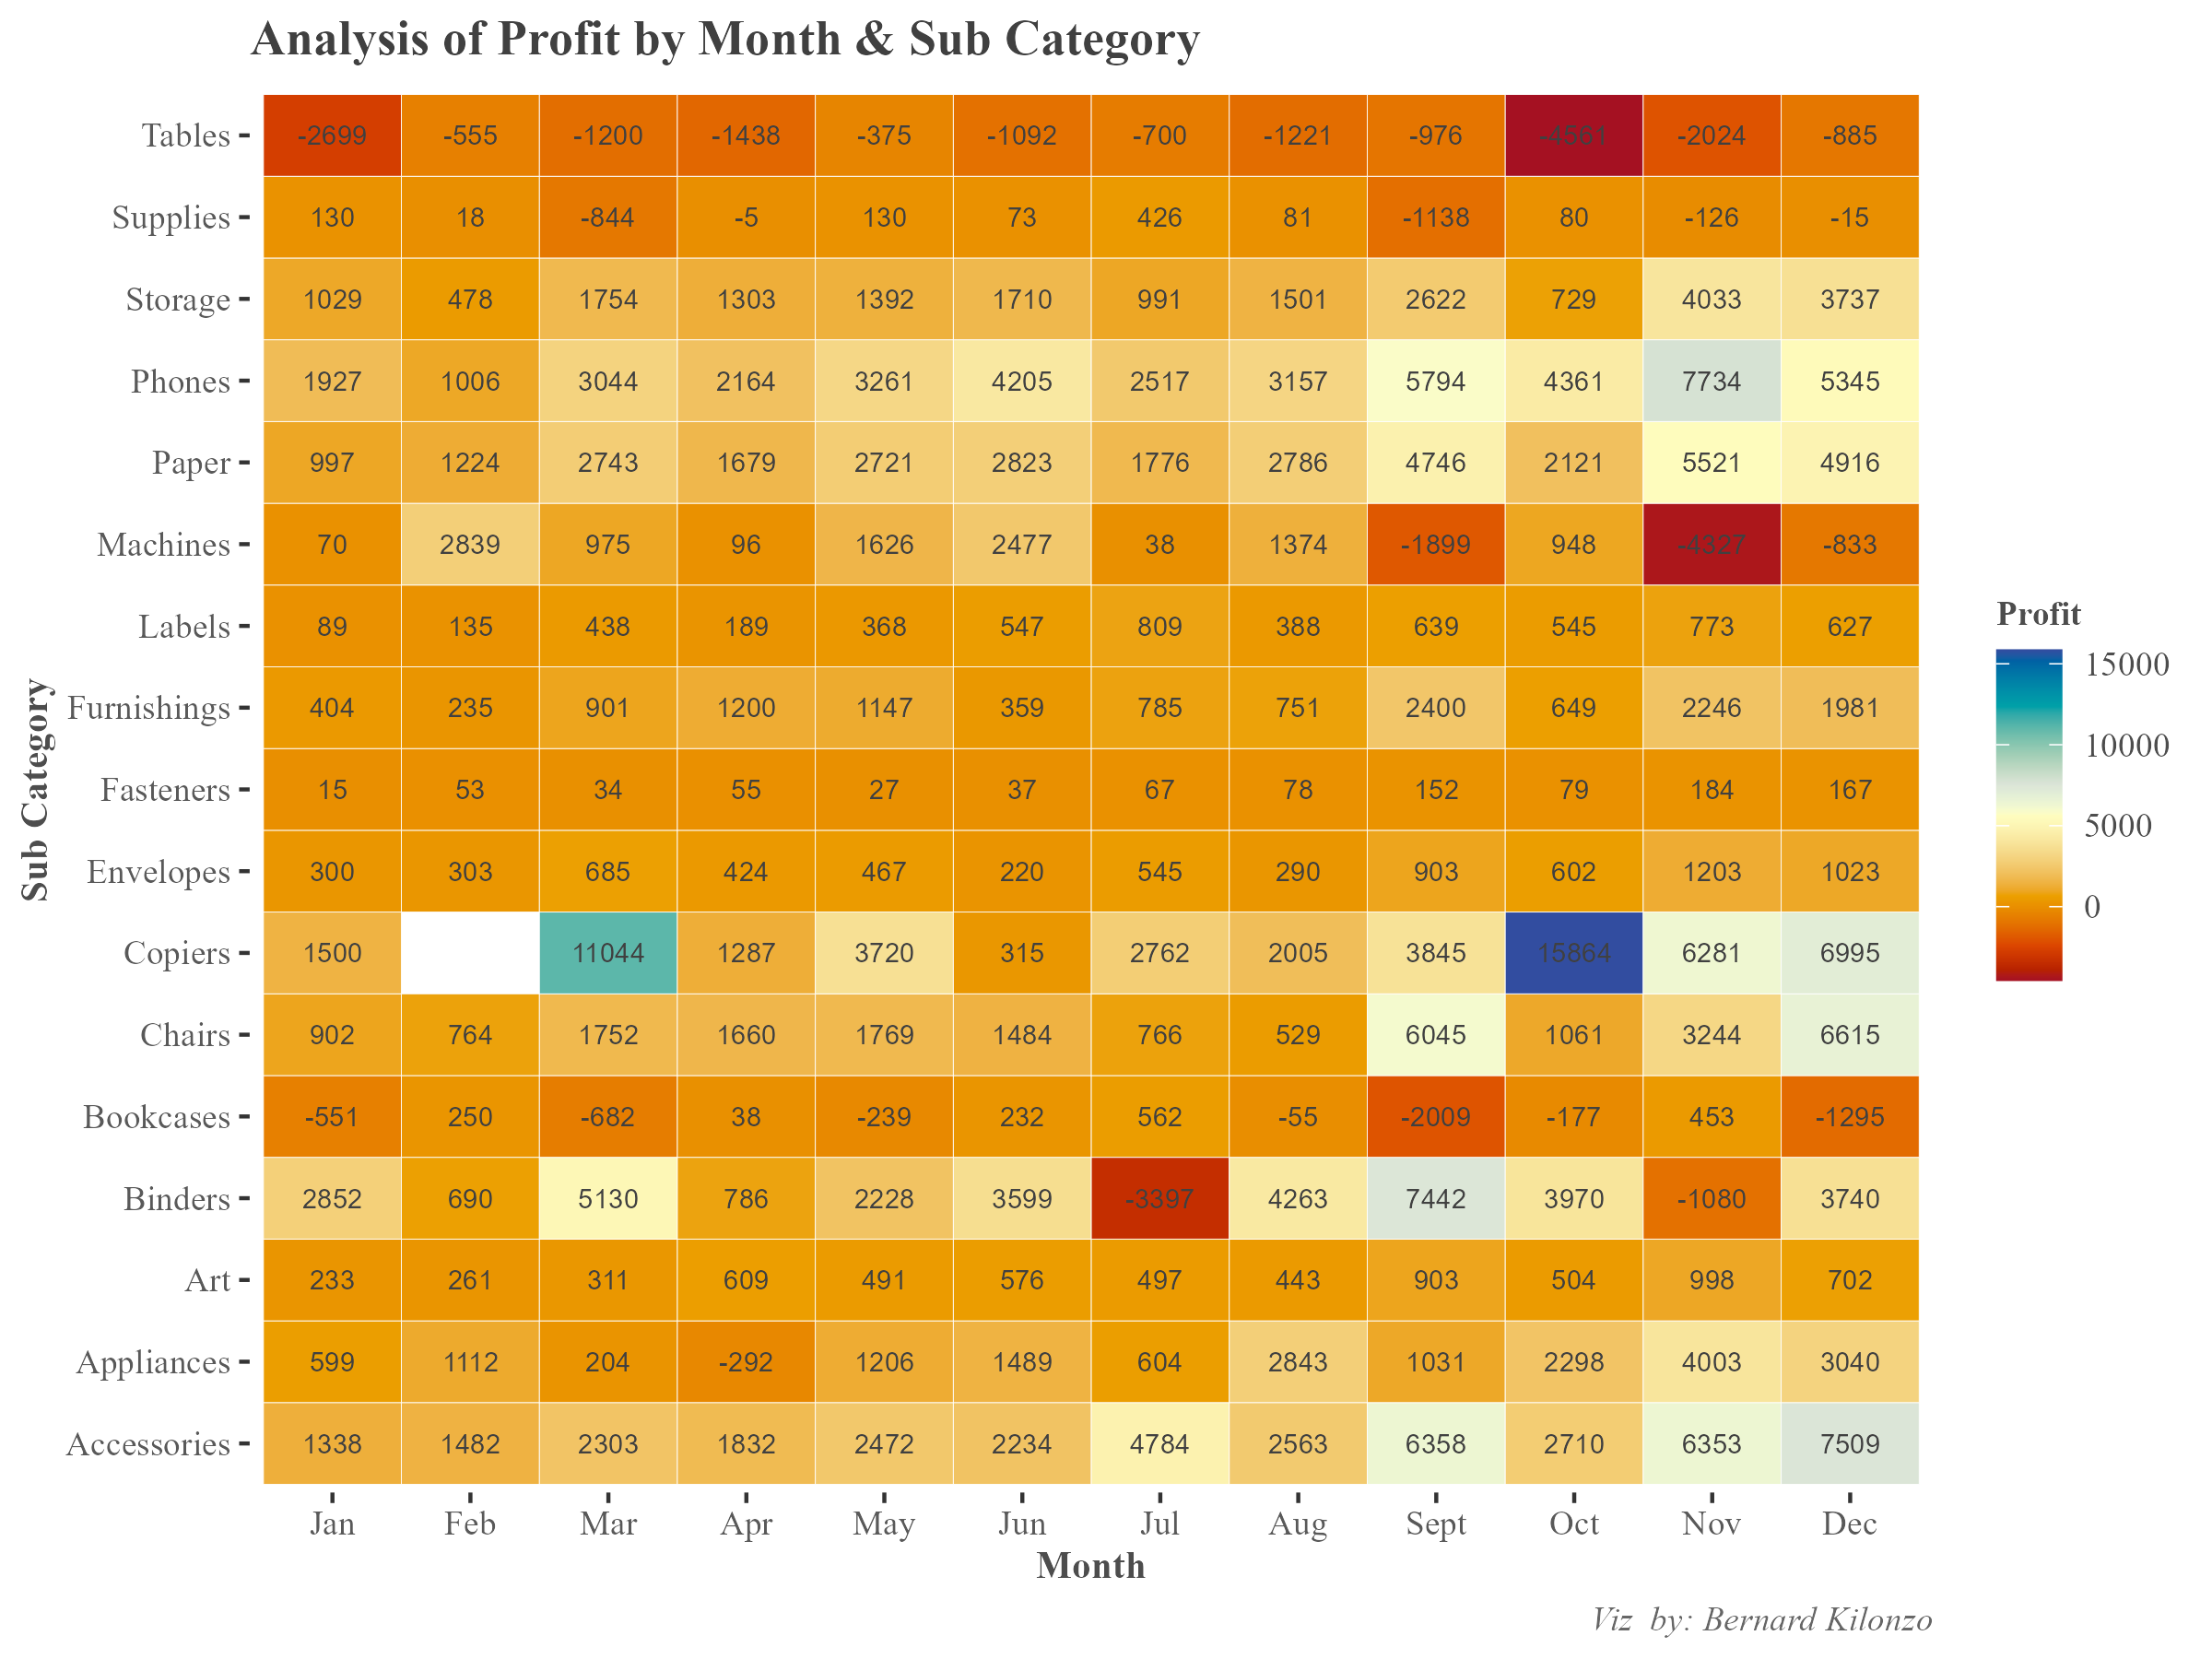 Analysis of Profit by Month & Sub Category
Tables -2699 -555 -1200 -1438 -375 -1092 -700 -1221 -976 -4561 -2024 -885
Supplies 130 18 -844 -5 130 73 426 81 -1138 80 -126 -15
Storage 1029 478 1754 1303 1392 1710 991 1501 2622 729 4033 3737
Phones 1927 1006 3044 2164 3261 4205 2517 3157 5794 4361 7734 5345
Paper 997 1224 2743 1679 2721 2823 1776 2786 4746 2121 5521 4916
Machines 70 2839 975 96 1626 2477 38 1374 -1899 948 -4327 -833
Labels 89 135 438 189 368 547 809 388 639 545 773 627
Furnishings 404 235 901 1200 1147 359 785 751 2400 649 2246 1981
Fasteners 15 53 34 55 27 37 67 78 152 79 184 167
Envelopes 300 303 685 424 467 220 545 290 903 602 1203 1023
Copiers 1500 11044 1287 3720 315 2762 2005 3845 15864 6281 6995
Chairs 902 764 1752 1660 1769 1484 766 529 6045 1061 3244 6615
Bookcases -551 250 -682 38 -239 232 562 -55 -2009 -177 453 -1295
Binders 2852 690 5130 786 2228 3599 -3397 4263 7442 3970 -1080 3740
Art 233 261 311 609 491 576 497 443 903 504 998 702
Appliances 599 1112 204 -292 1206 1489 604 2843 1031 2298 4003 3040
Accessories 1338 1482 2303 1832 2472 2234 4784 2563 6358 2710 6353 7509
Jan Feb Mar Apr May Jun Jul Aug Sept Oct Nov Dec
Month
Sub Category
Profit
15000
10000
5000
0
Viz by: Bernard Kilonzo